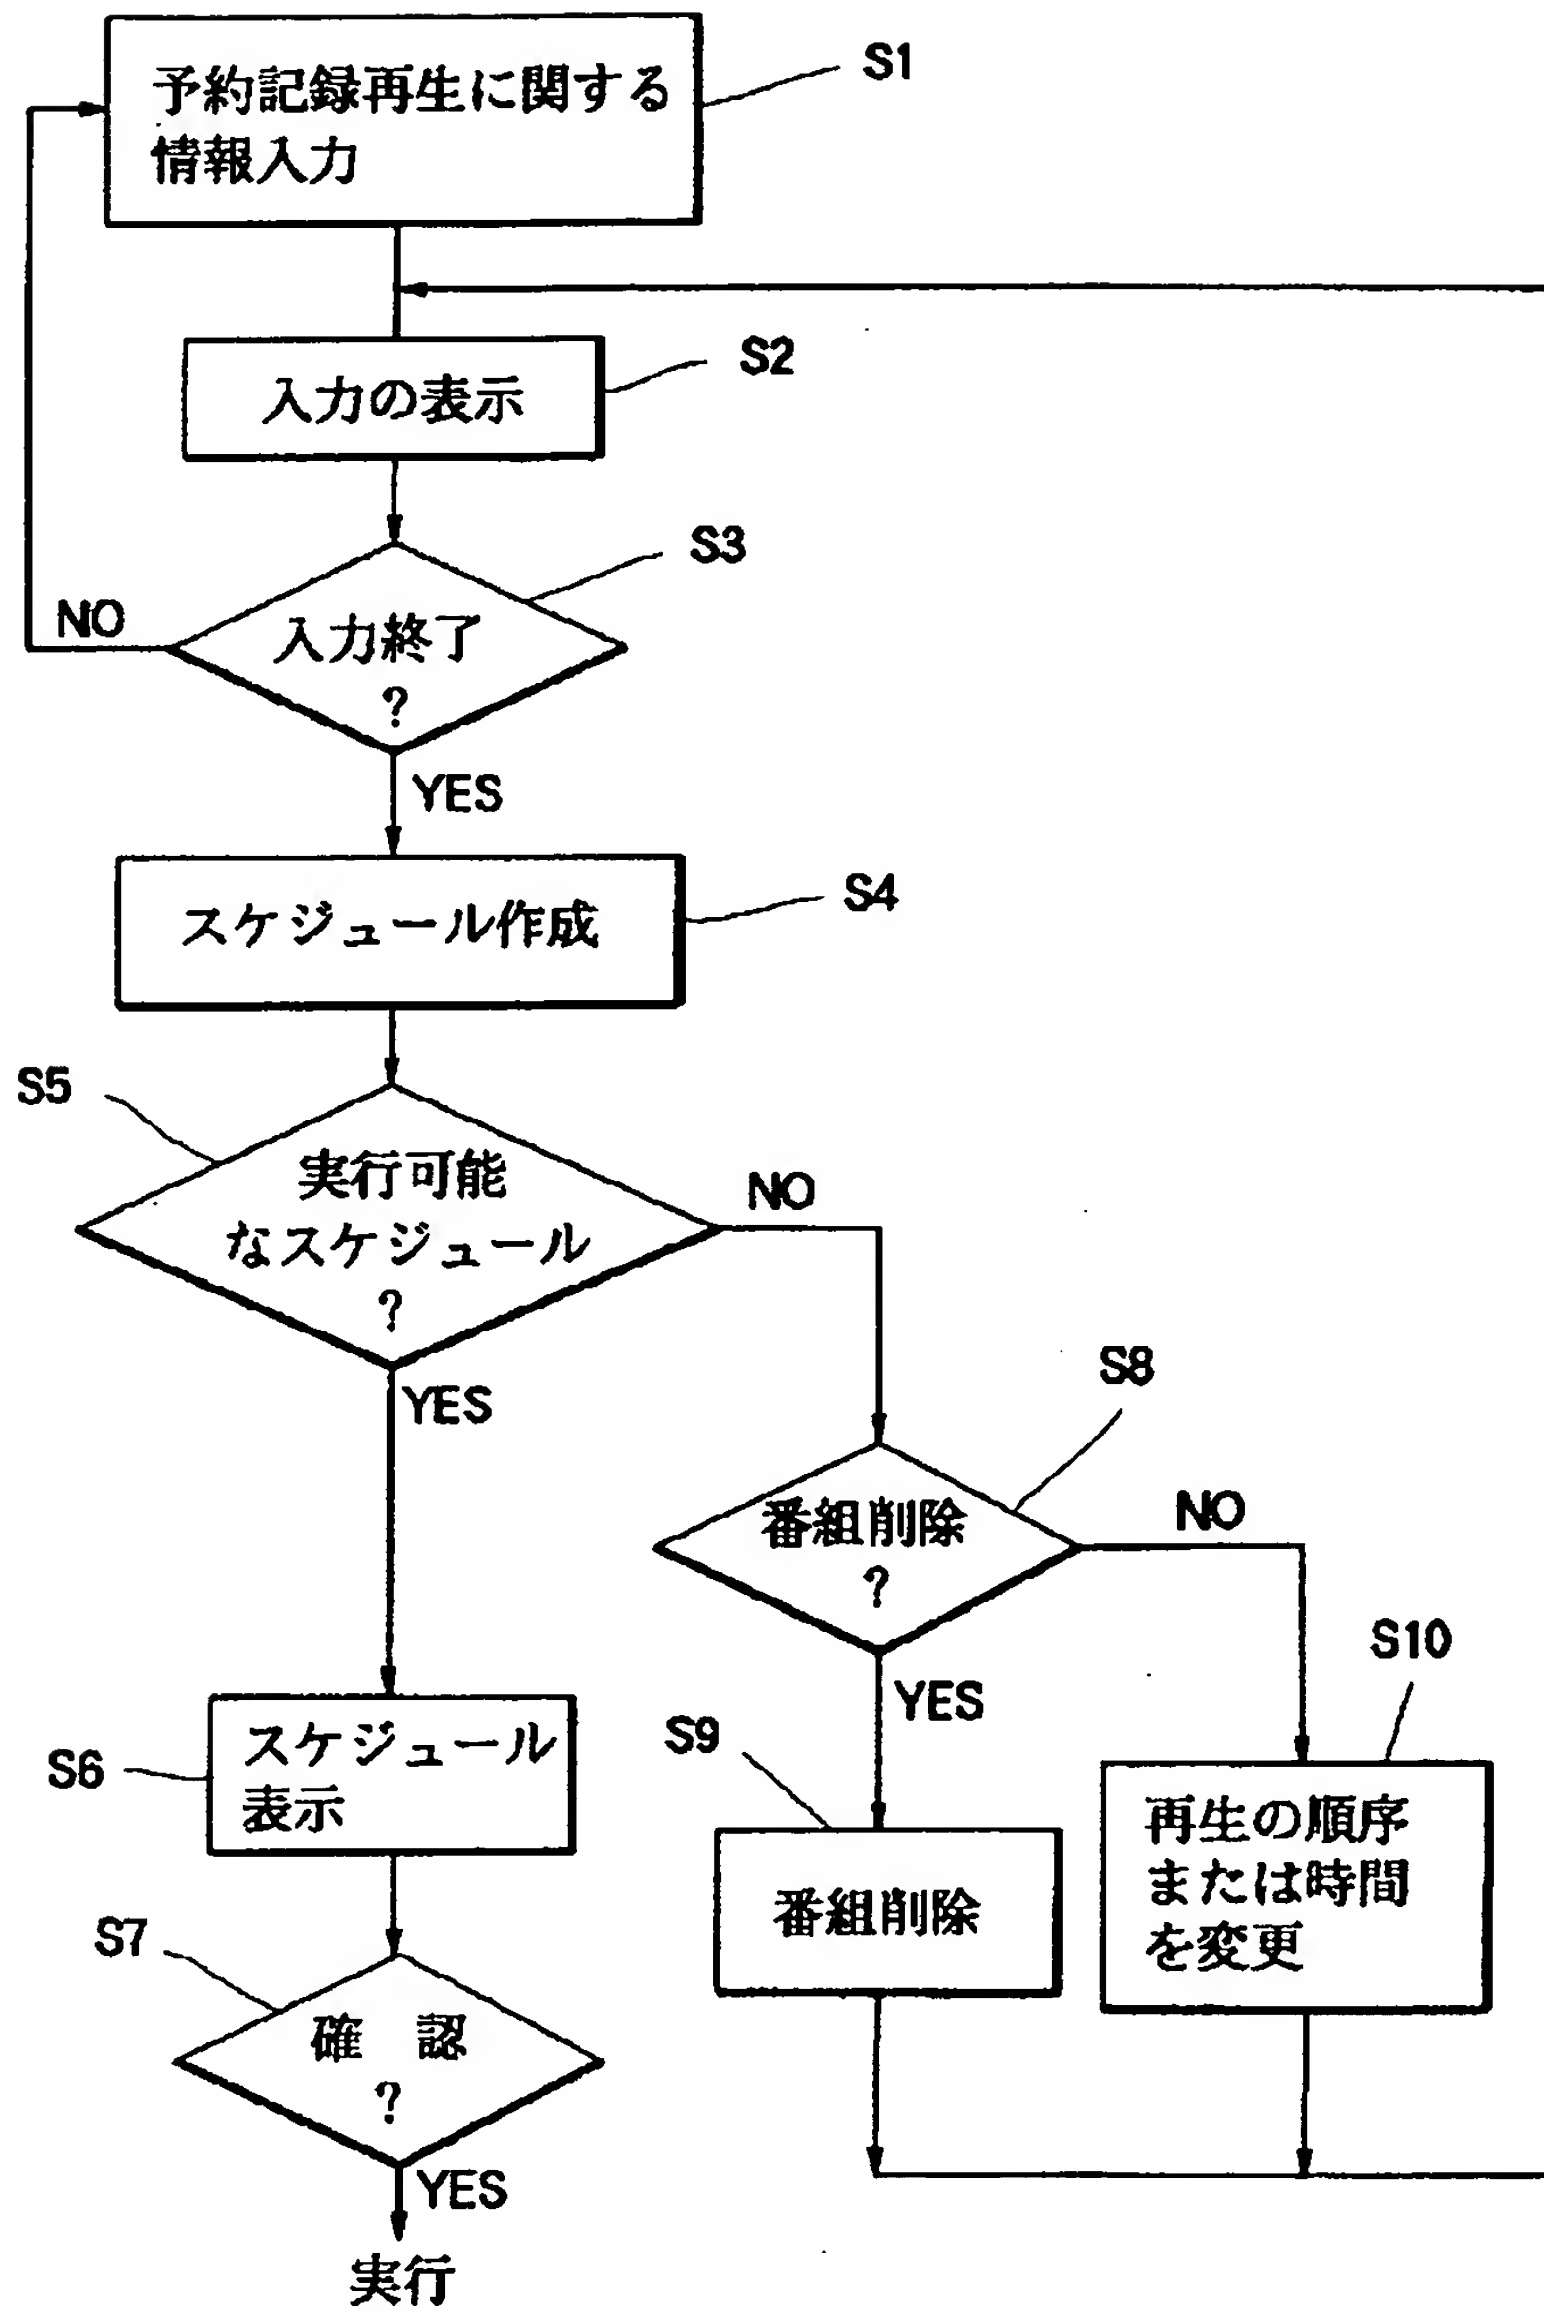 予約記録再生に関する
情報入力
S1
入力の表示
S2
入力終了
?
S3
NO
YES
スケジュール作成
S4
S5
実行可能
なスケジュール
?
NO
YES
S8
番組削除
?
NO
YES
S10
S6
スケジュール
表示
S9
番組削除
再生の順序
または時間
を変更
S7
確 認
?
YES
実行